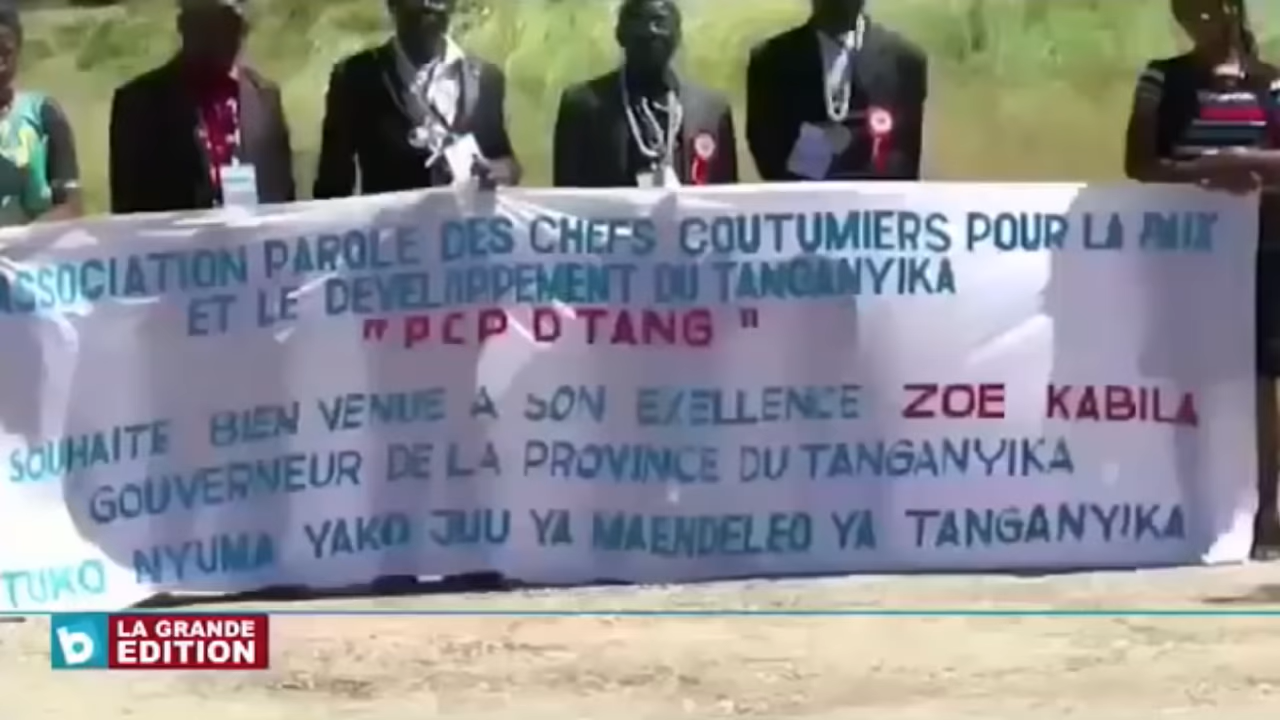 ASSOCIATION PAROLE DES CHEFS COUTUMIERS POUR LA PAIX
ET LE DEVELOPPEMENT DU TANGANYIKA
"PCP D TANG"
SOUHAITE BIEN VENUE A SON EXELLENCE ZOE KABILA
GOUVERNEUR DE LA PROVINCE DU TANGANYIKA
TUKO NYUMA YAKO JUU YA MAENDELEO YA TANGANYIKA
b LA GRANDE
EDITION